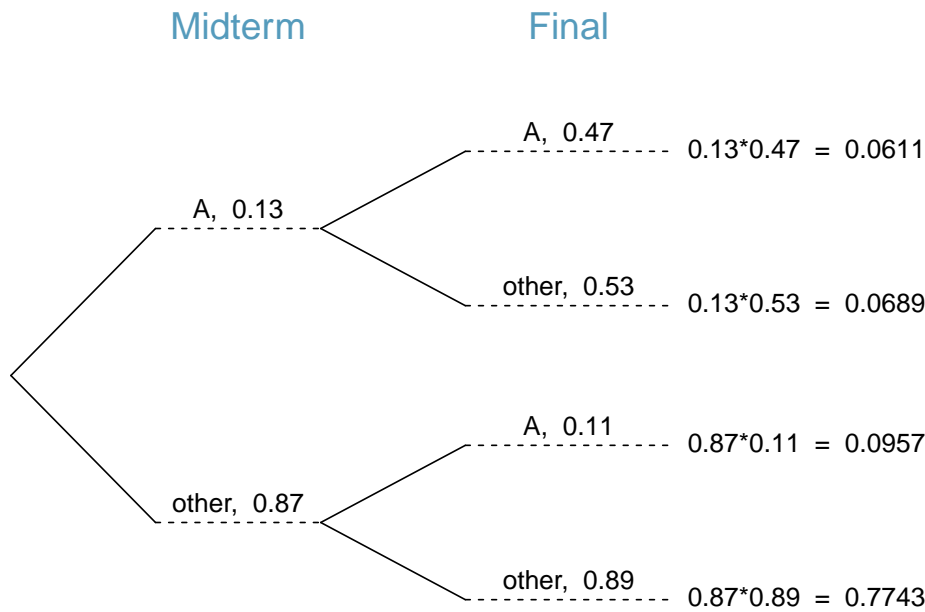 Midterm Final
A, 0.47
0.13*0.47 = 0.0611
A, 0.13
other, 0.53
0.13*0.53 = 0.0689
A, 0.11
0.87*0.11 = 0.0957
other, 0.87
other, 0.89
0.87*0.89 = 0.7743